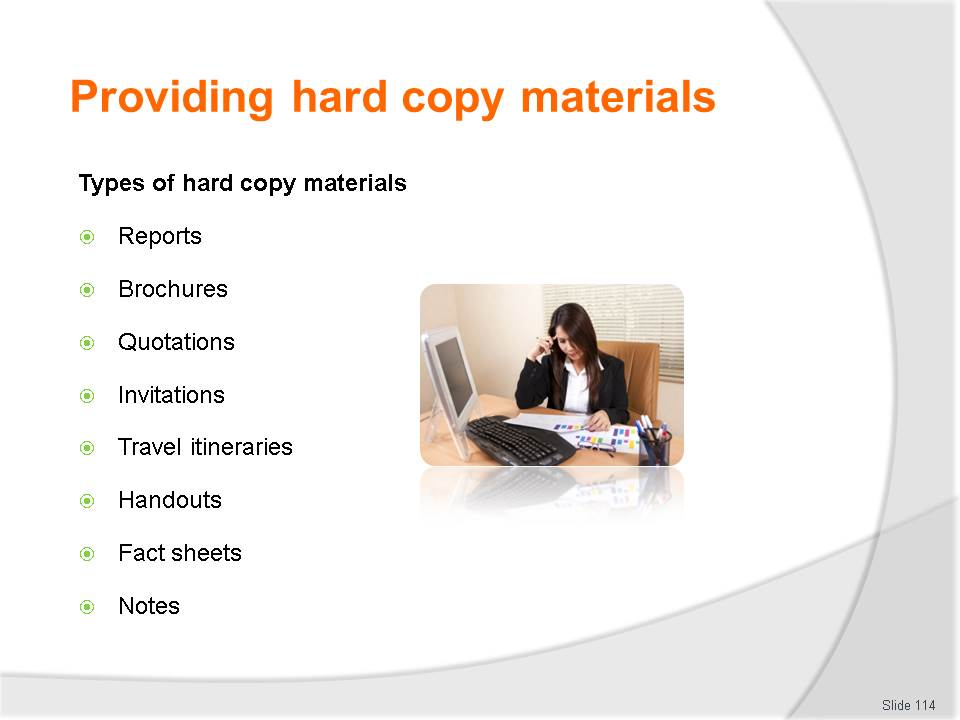 Providing hard copy materials
Types of hard copy materials
Reports
Brochures
Quotations
Invitations
Travel itineraries
Handouts
Fact sheets
Notes
Slide 114